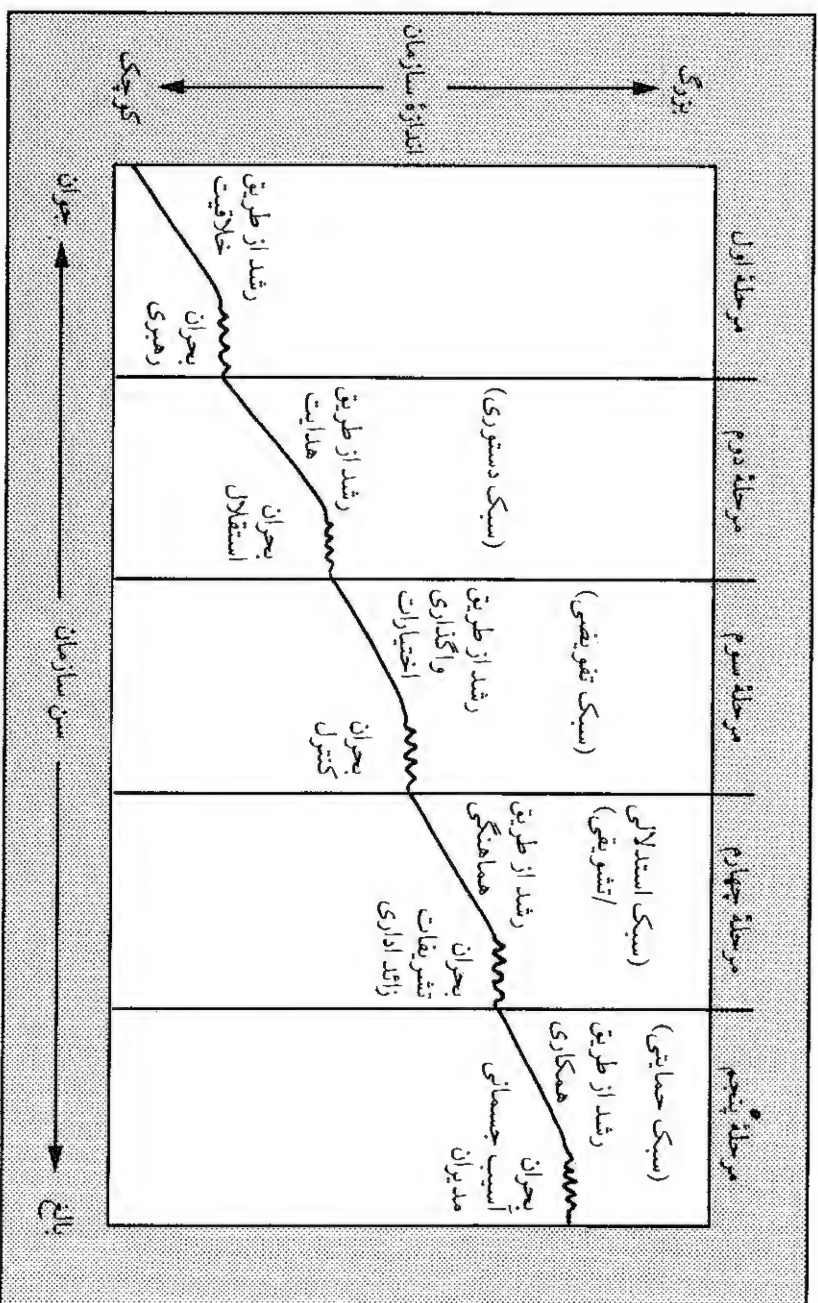 مرحلهٔ اول
مرحلهٔ دوم
مرحلهٔ سوم
مرحلهٔ چهارم
مرحلهٔ پنجم
بزرگ
اندازهٔ سازمان
کوچک
رشد از طریق
خلاقیت
بحران
رهبری
(سبک دستوری)
رشد از طریق
هدایت
بحران
استقلال
(سبک تفویضی)
رشد از طریق
واگذاری
اختیارات
بحران
کنترل
(سبک استدلالی
/تشویقی)
رشد از طریق
هماهنگی
بحران
تشریفات
زائد اداری
(سبک حمایتی)
رشد از طریق
همکاری
بحران
آسیب جسمانی
مدیران
جوان
سن سازمان
بالغ